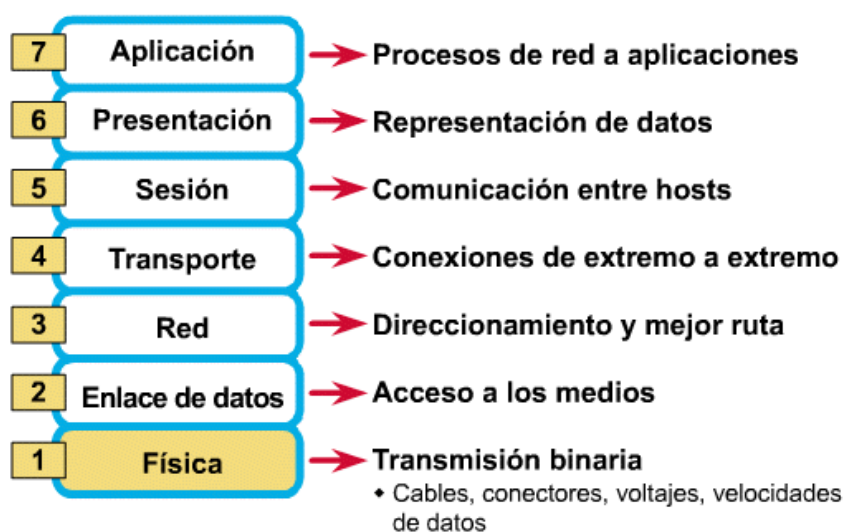 7 Aplicación Procesos de red a aplicaciones
6 Presentación Representación de datos
5 Sesión Comunicación entre hosts
4 Transporte Conexiones de extremo a extremo
3 Red Direccionamiento y mejor ruta
2 Enlace de datos Acceso a los medios
1 Física Transmisión binaria
◆ Cables, conectores, voltajes, velocidades
de datos